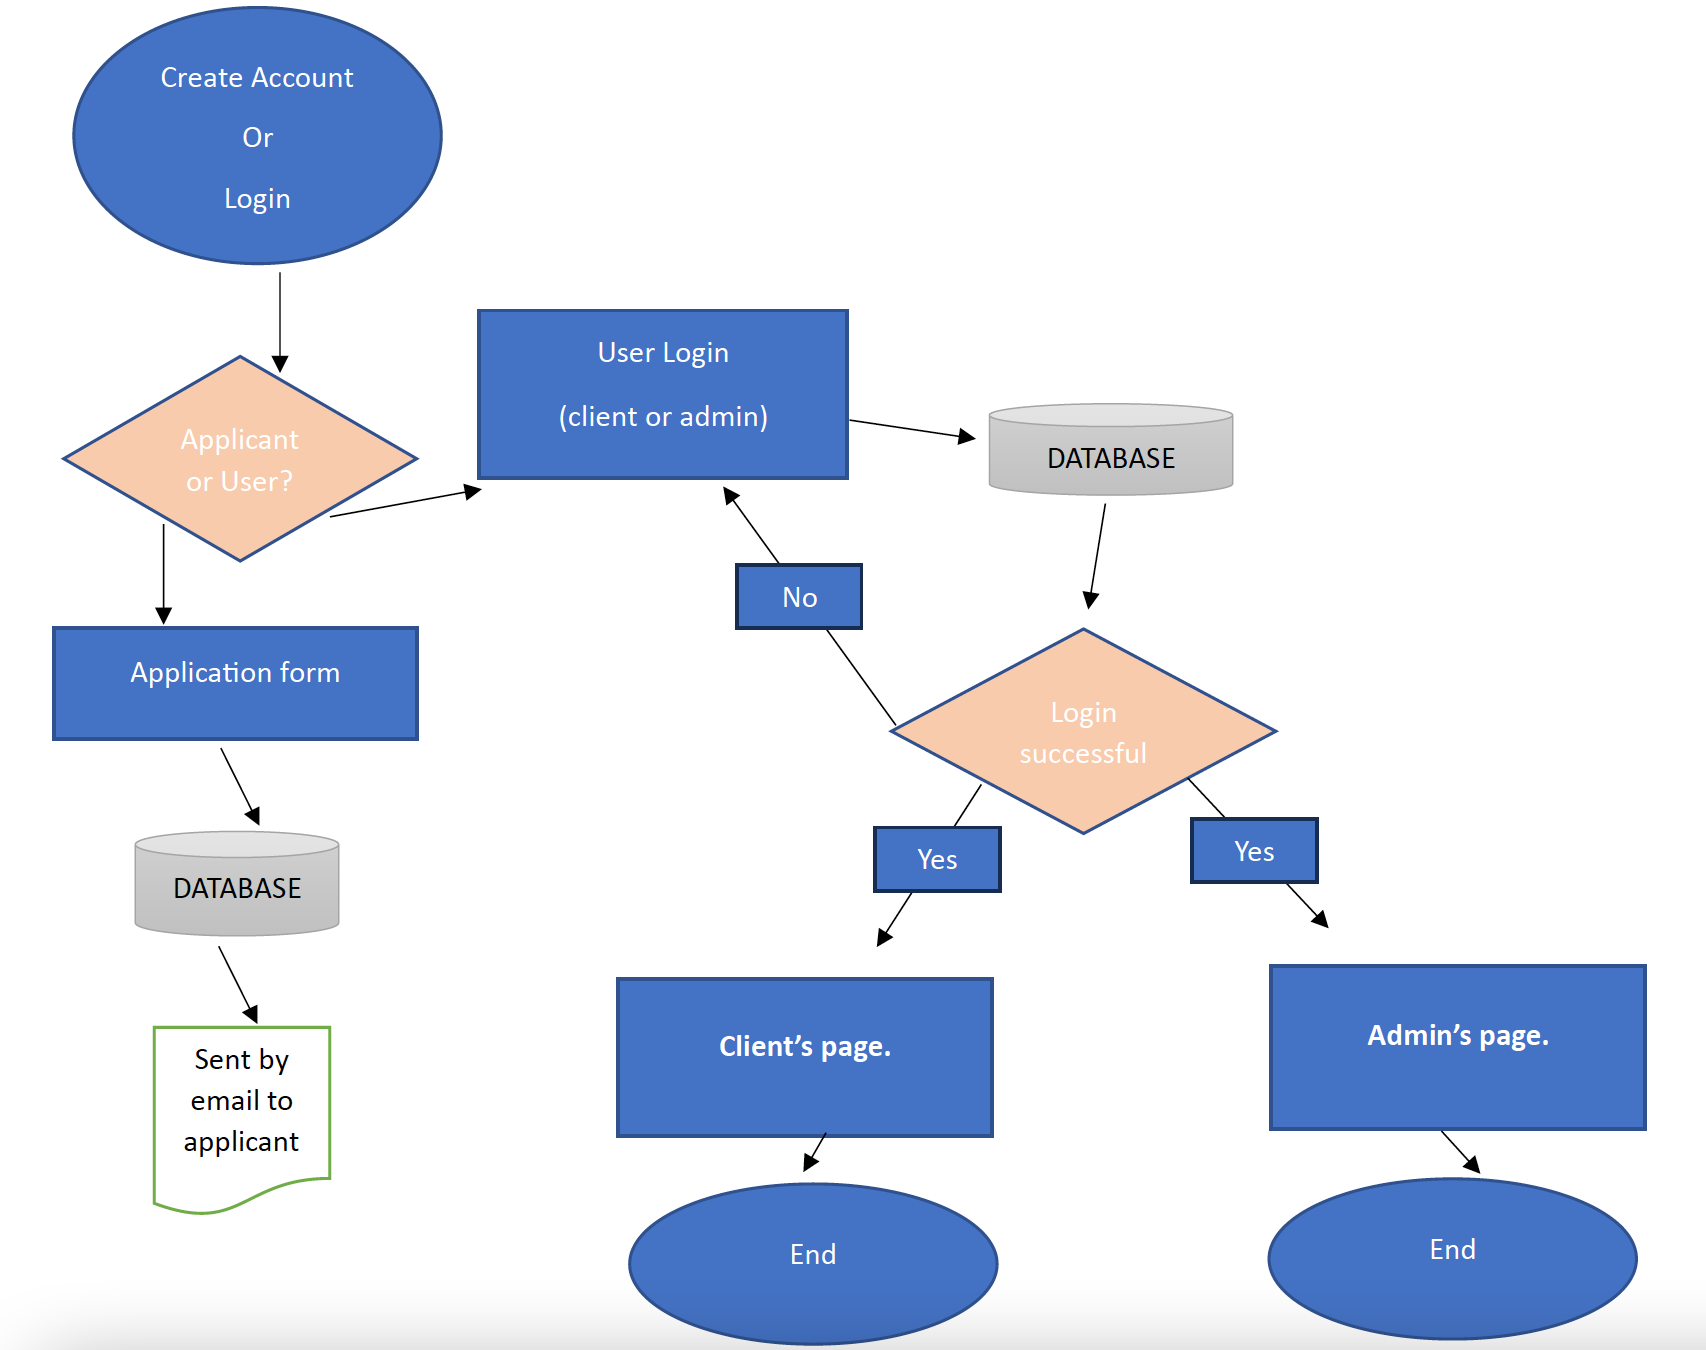 Create Account
Or
Login
Applicant
or User?
User Login
(client or admin)
DATABASE
No
Application form
Login
successful
Yes
Yes
DATABASE
Sent by
email to
applicant
Client’s page.
Admin’s page.
End
End